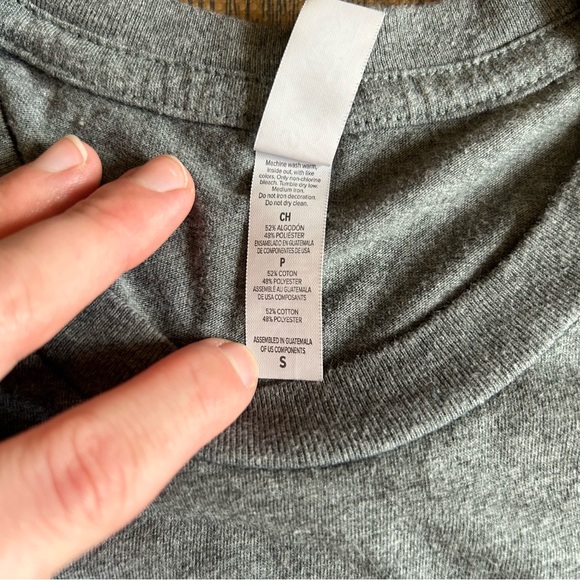 Machine wash warm,
Inside out, with like
colors. Only non-chlorine
bleach. Tumble dry low.
Medium iron.
Do not iron decoration.
Do not dry clean.
CH
52% ALGODÓN
48% POLIÉSTER
ENSAMBLADO EN GUATEMALA
DE COMPONENTES DE USA
P
52% COTON
48% POLYESTER
ASSEMBLÉ AU GUATEMALA
DE USA COMPOSANTS
52% COTTON
48% POLYESTER
ASSEMBLED IN GUATEMALA
OF US COMPONENTS
S